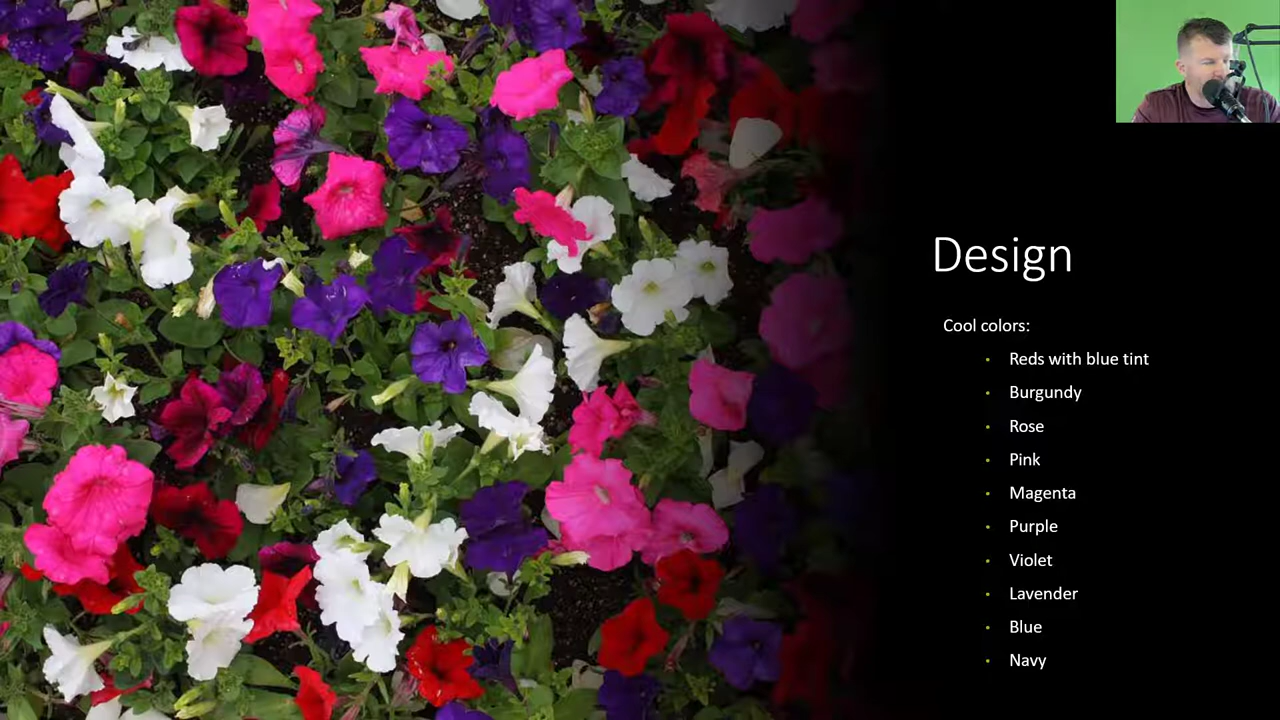 Design
Cool colors:
Reds with blue tint
Burgundy
Rose
Pink
Magenta
Purple
Violet
Lavender
Blue
Navy